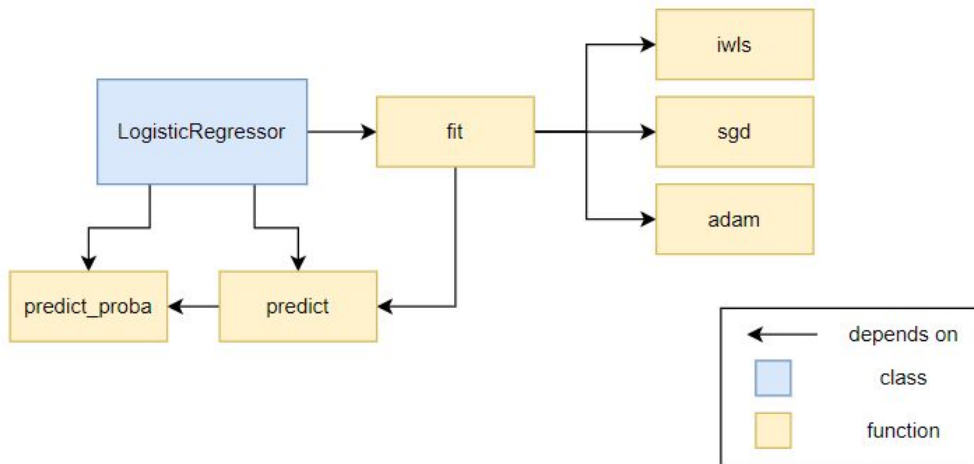 iwls
LogisticRegressor
fit
sgd
adam
predict_proba
predict
depends on
class
function